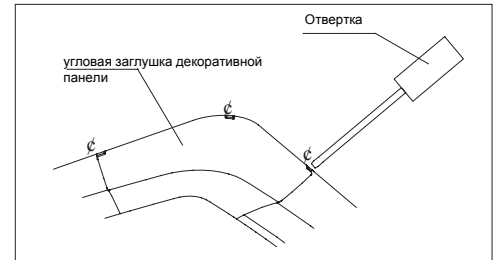 Отвертка
угловая заглушка декоративной
панели
¢
¢
¢